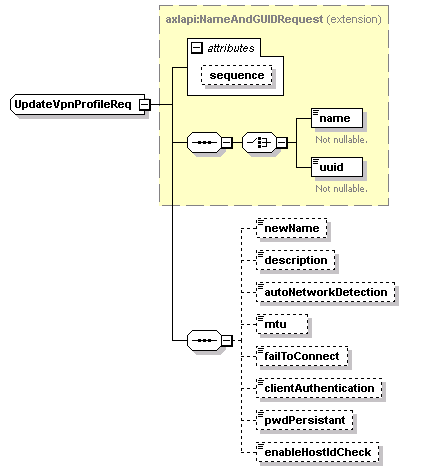 axlapi:NameAndGUIDRequest (extension)
attributes
sequence
UpdateVpnProfileReq
name
Not nullable.
uuid
Not nullable.
newName
description
autoNetworkDetection
mtu
failToConnect
clientAuthentication
pwdPersistant
enableHostIdCheck